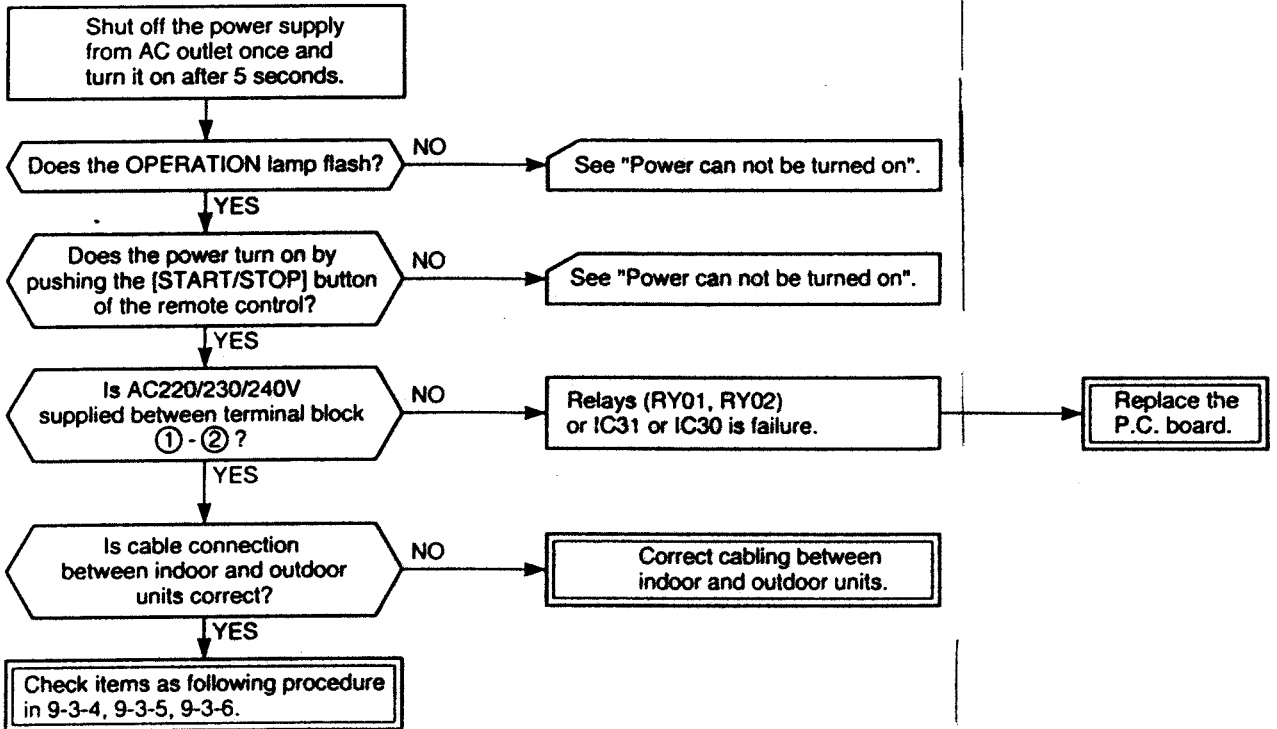 Shut off the power supply
from AC outlet once and
turn it on after 5 seconds.
Does the OPERATION lamp flash?
NO
See "Power can not be turned on".
YES
Does the power turn on by
pushing the [START/STOP] button
of the remote control?
NO
See "Power can not be turned on".
YES
Is AC220/230/240V
supplied between terminal block
① - ② ?
NO
Relays (RY01, RY02)
or IC31 or IC30 is failure.
Replace the
P.C. board.
YES
Is cable connection
between indoor and outdoor
units correct?
NO
Correct cabling between
indoor and outdoor units.
YES
Check items as following procedure
in 9-3-4, 9-3-5, 9-3-6.